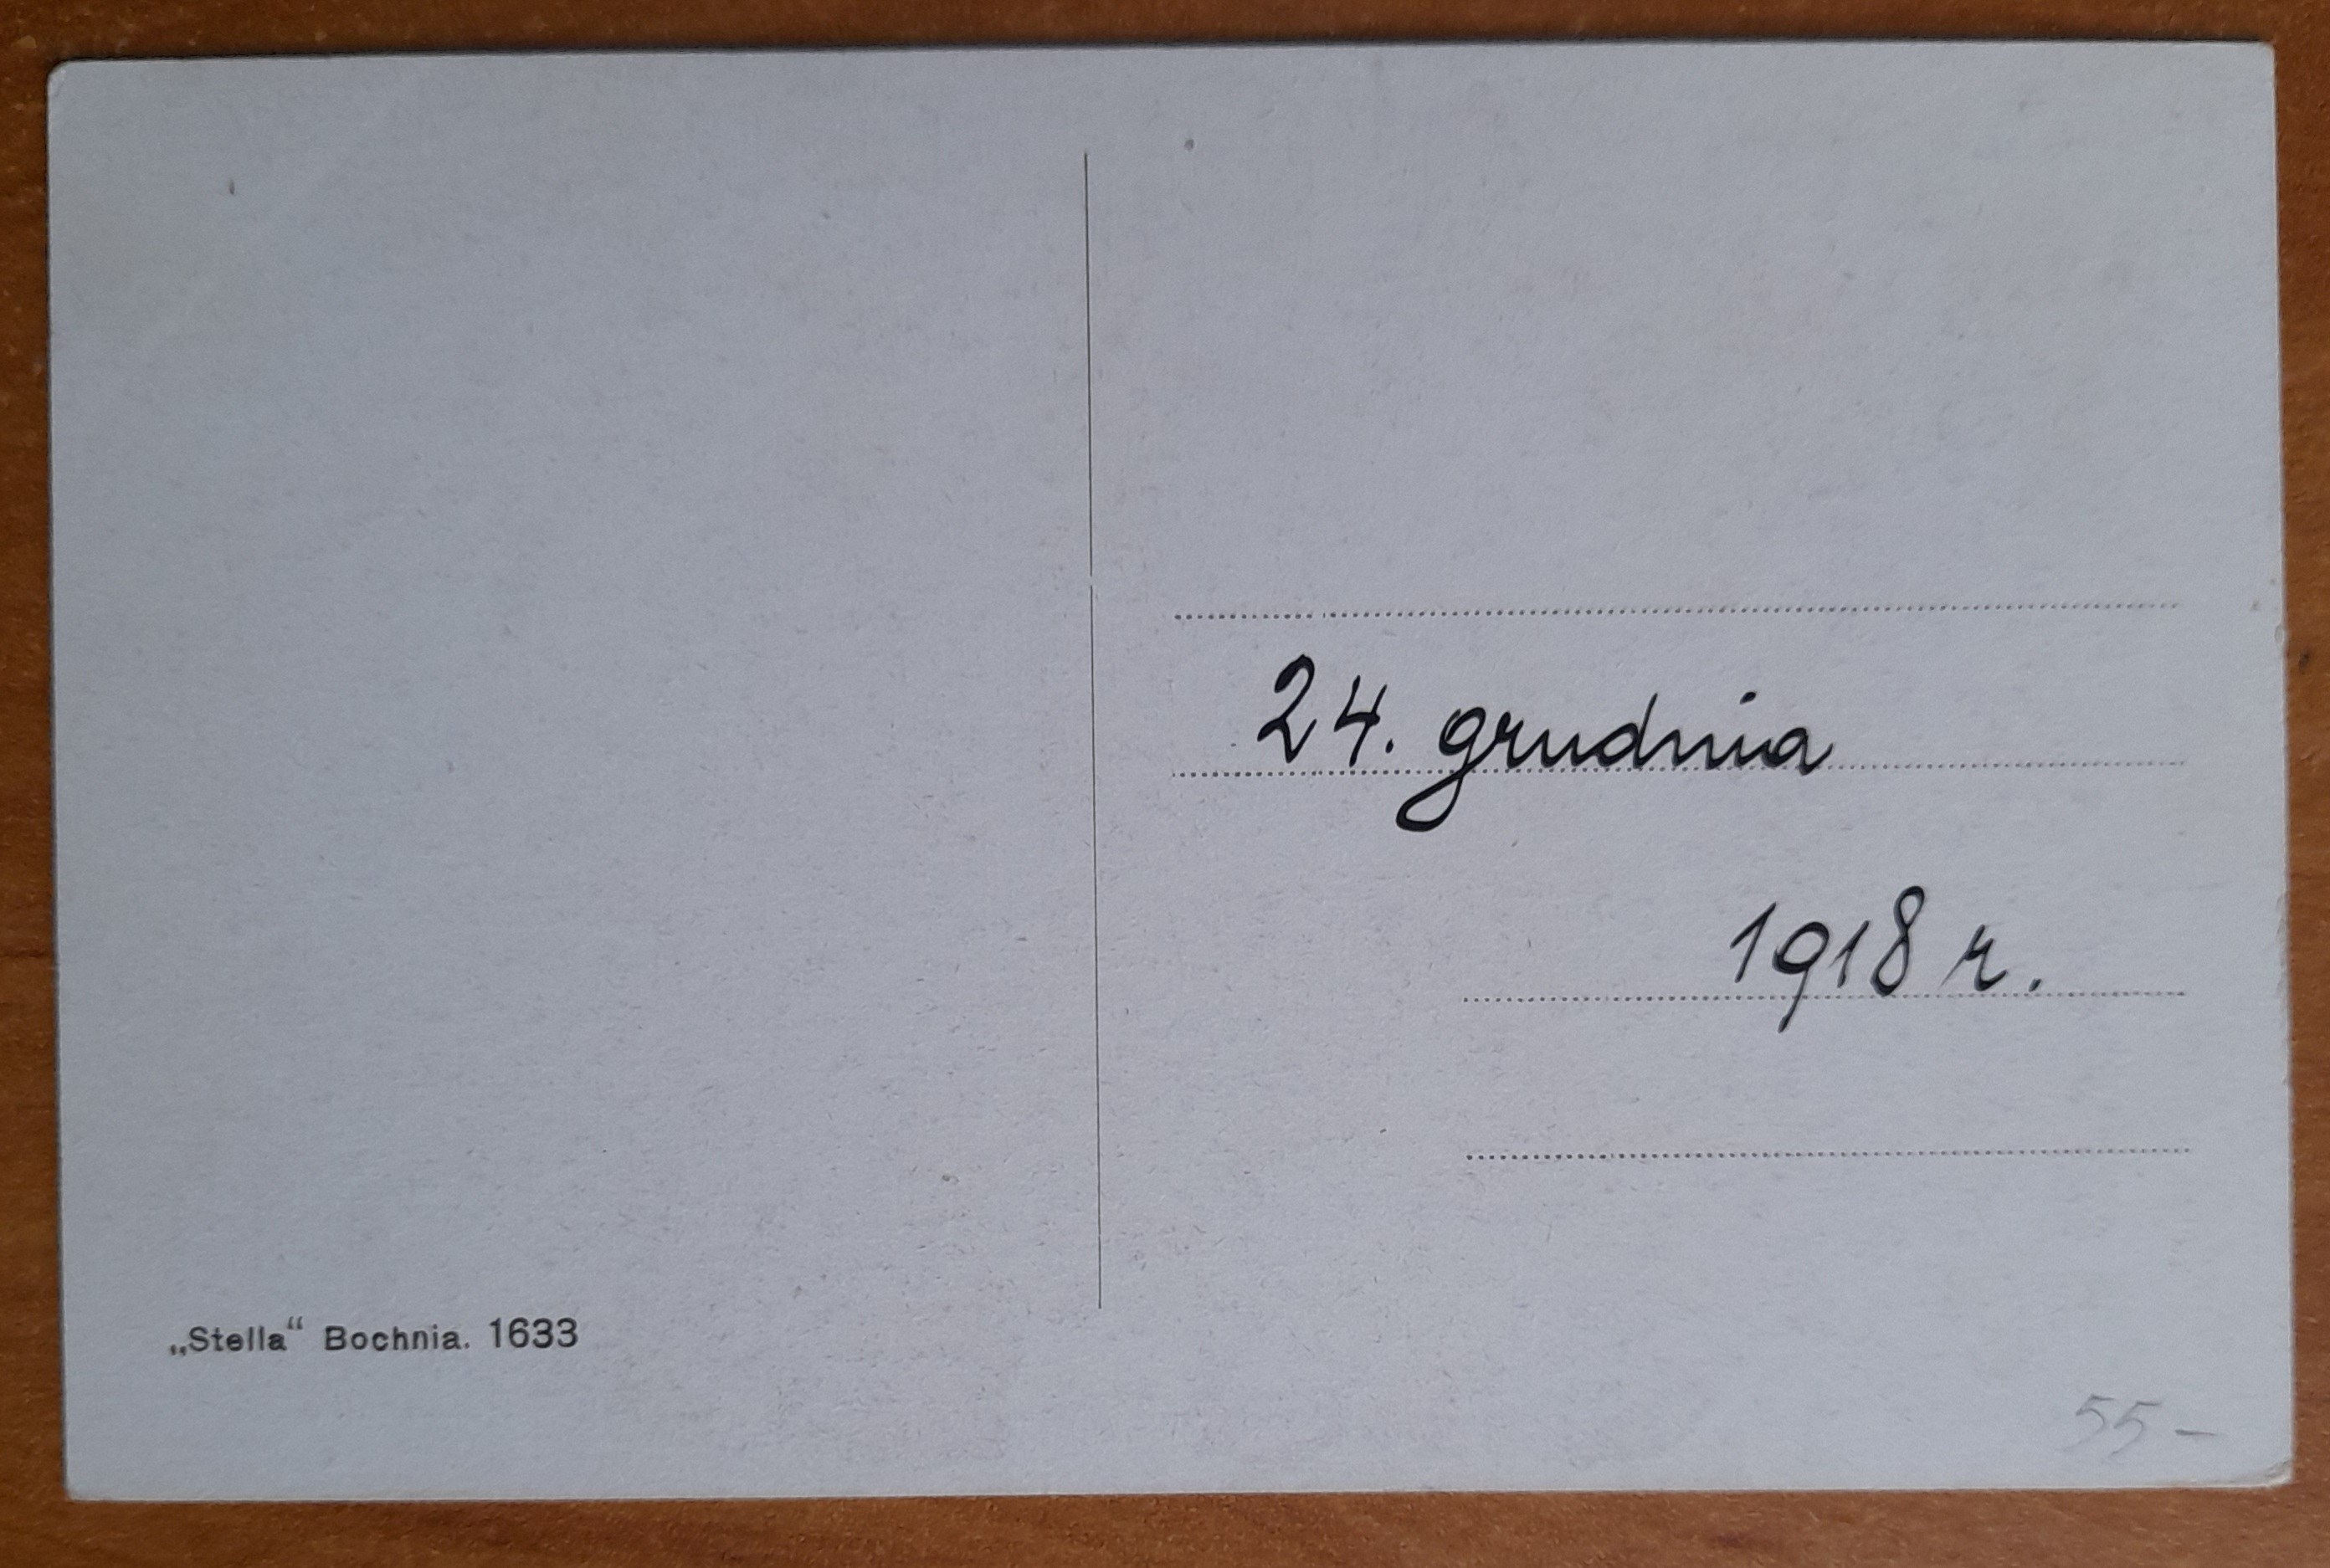 24. grudnia
1918 r.
„Stella“ Bochnia. 1633
55-